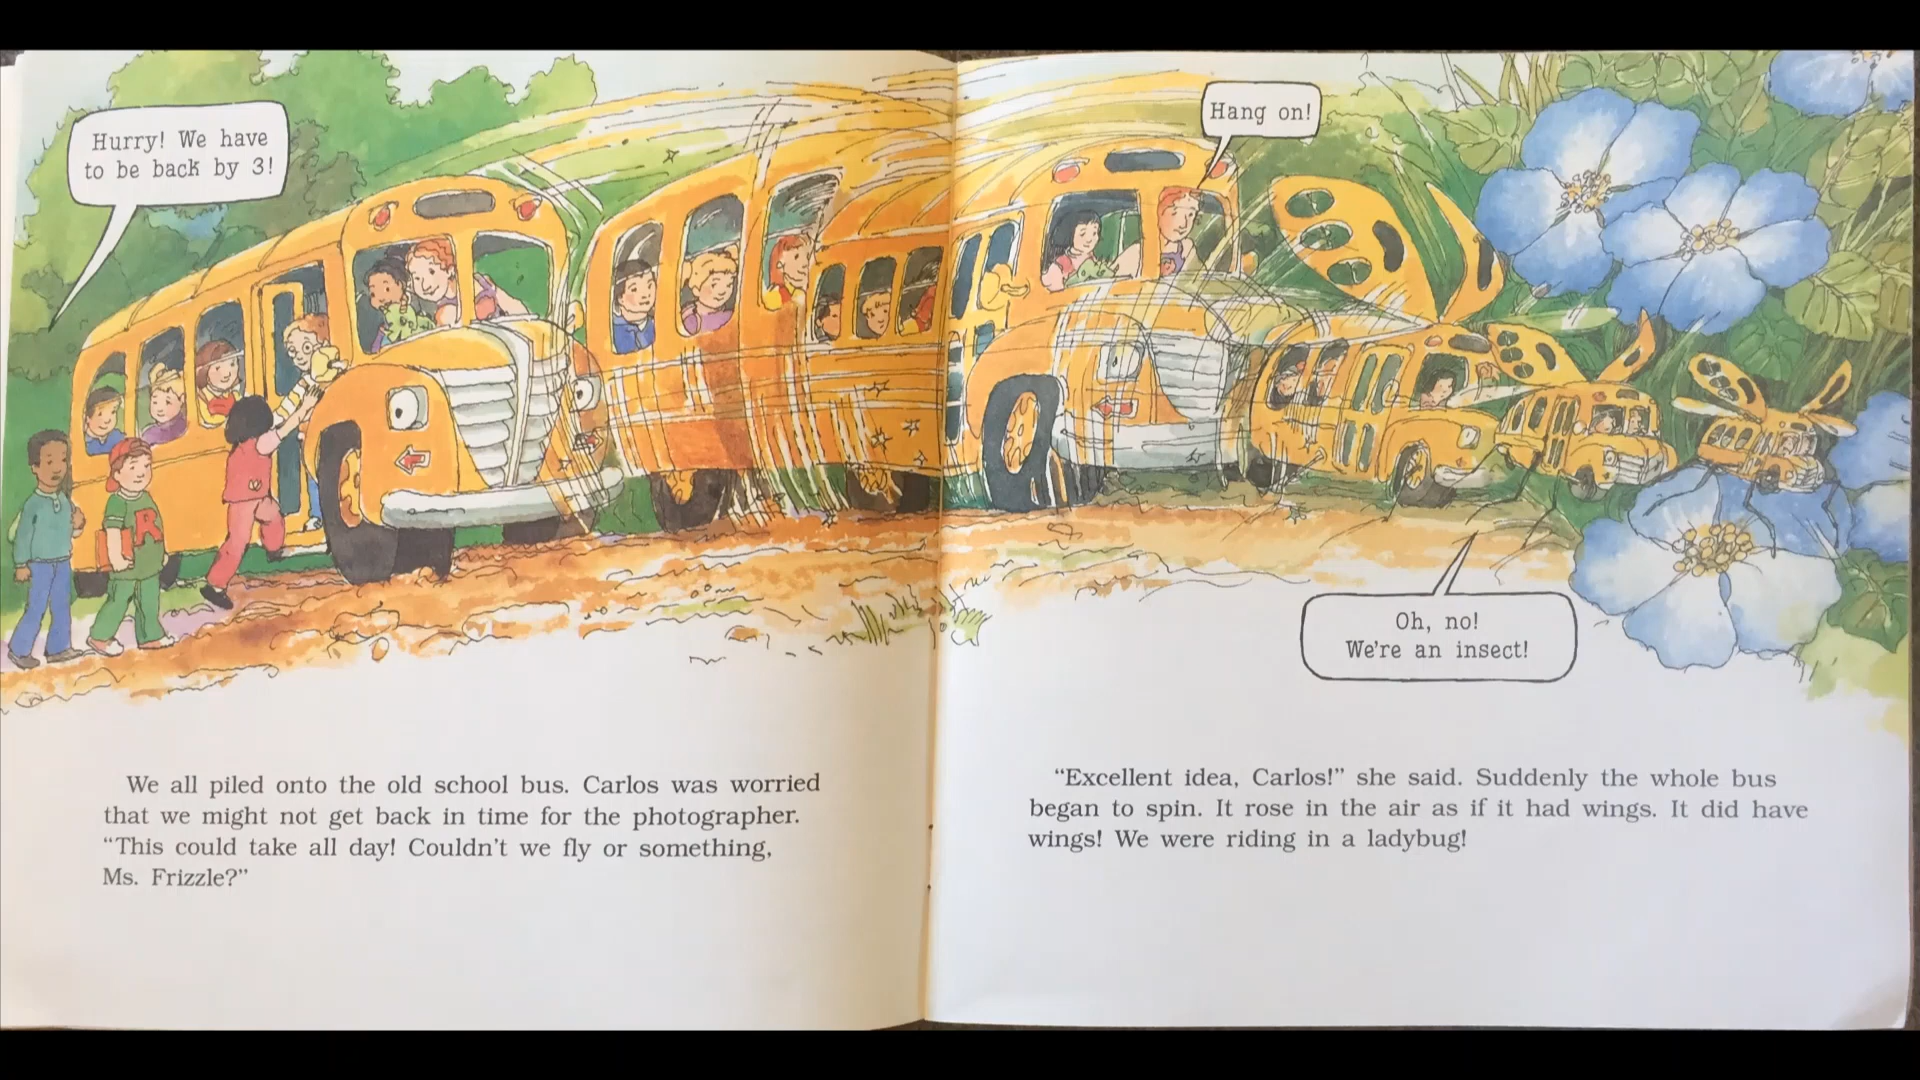 Hurry! We have
to be back by 3!
We all piled onto the old school bus. Carlos was worried
that we might not get back in time for the photographer.
“This could take all day! Couldn’t we fly or something,
Ms. Frizzle?”
Hang on!
Oh, no!
We’re an insect!
“Excellent idea, Carlos!” she said. Suddenly the whole bus
began to spin. It rose in the air as if it had wings. It did have
wings! We were riding in a ladybug!
R